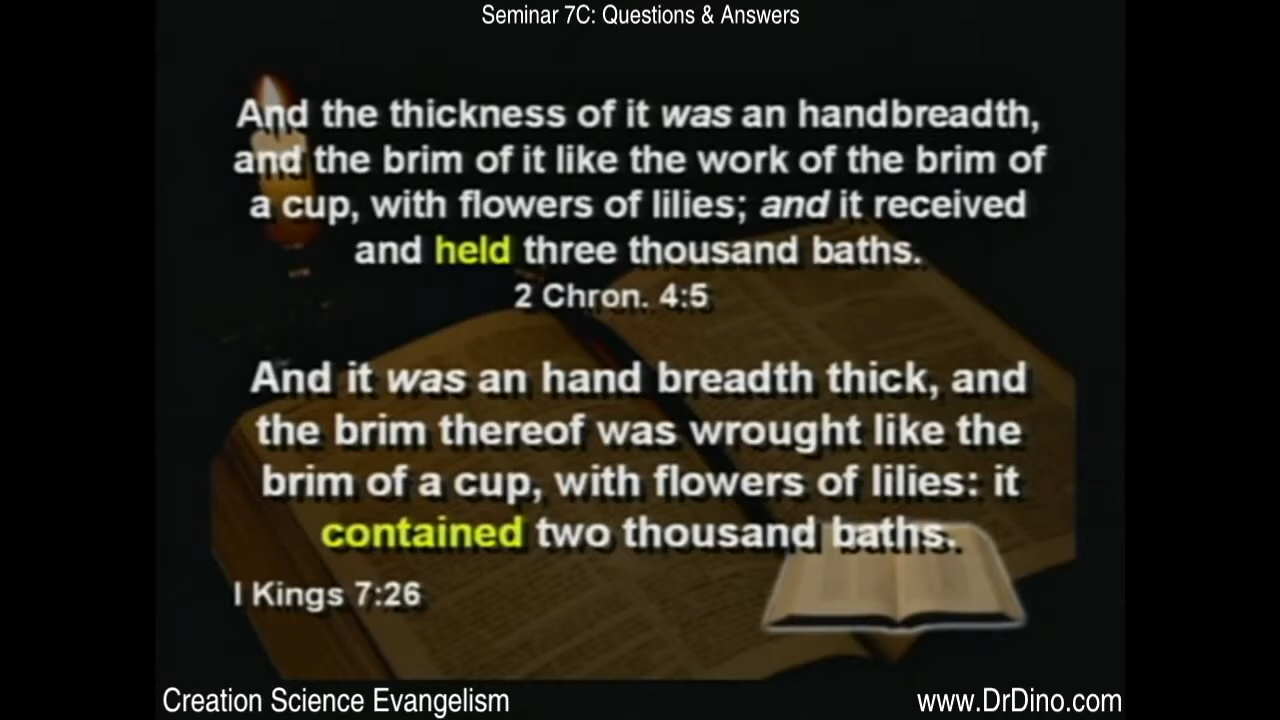 Seminar 7C: Questions & Answers
And the thickness of it was an handbreadth,
and the brim of it like the work of the brim of
a cup, with flowers of lilies; and it received
and held three thousand baths.
2 Chron. 4:5
And it was an hand breadth thick, and
the brim thereof was wrought like the
brim of a cup, with flowers of lilies: it
contained two thousand baths.
I Kings 7:26
Creation Science Evangelism
www.DrDino.com